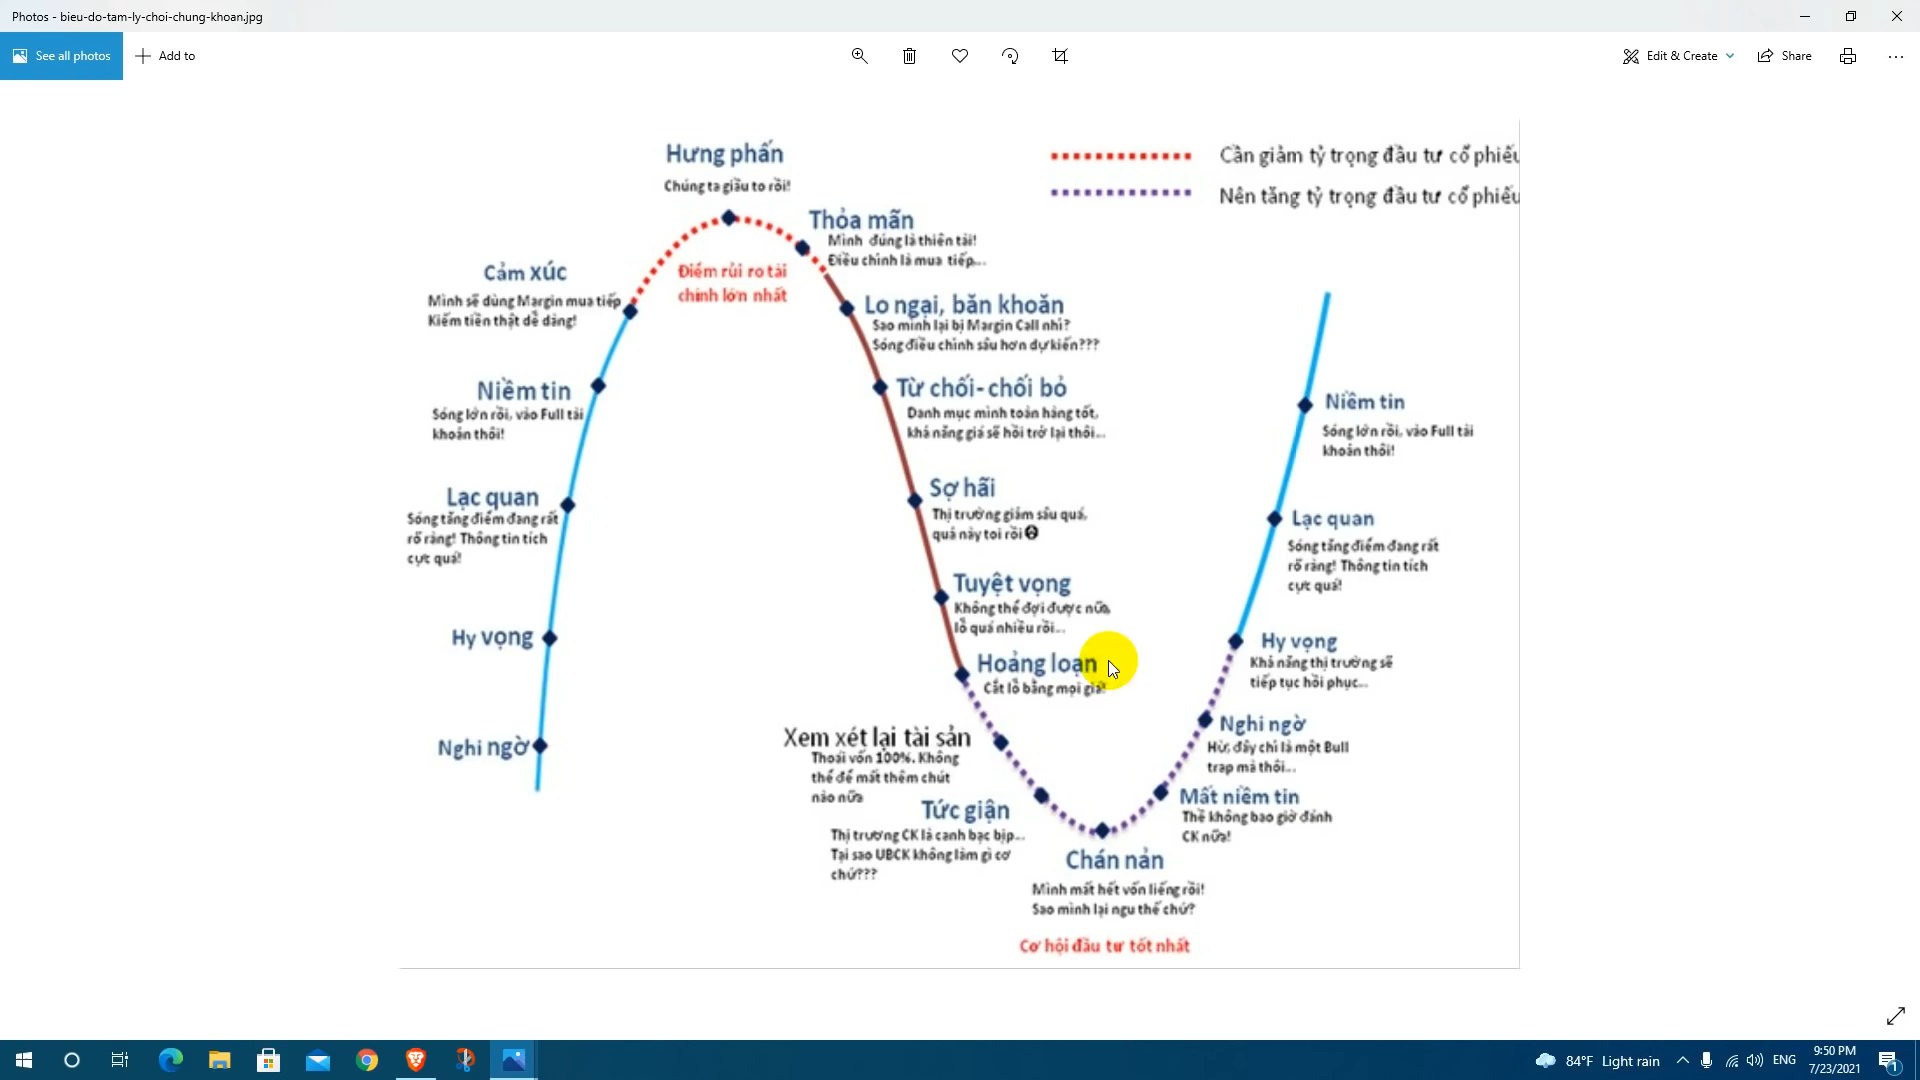 Photos - bieu-do-tam-ly-choi-chung-khoan.jpg
See all photos
Add to
Edit & Create
Share
Hưng phấn
Chúng ta giầu to rồi!
Cần giảm tỷ trọng đầu tư cổ phiếu
Nên tăng tỷ trọng đầu tư cổ phiếu
Thỏa mãn
Mình đúng là thiên tài!
Điều chỉnh là mua tiếp...
Điểm rủi ro tài
chính lớn nhất
Cảm xúc
Mình sẽ dùng Margin mua tiếp
Kiếm tiền thật dễ dàng!
Lo ngại, băn khoăn
Sao mình lại bị Margin Call nhỉ?
Sóng điều chỉnh sâu hơn dự kiến???
Niềm tin
Sóng lớn rồi, vào Full tài
khoản thôi!
Từ chối- chối bỏ
Danh mục mình toàn hàng tốt,
khả năng giá sẽ hồi trở lại thôi...
Niềm tin
Sóng lớn rồi, vào Full tài
khoản thôi!
Lạc quan
Sóng tăng điểm đang rất
rõ ràng! Thông tin tích
cực quá!
Sợ hãi
Thị trường giảm sâu quá,
quả này toi rồi
Lạc quan
Sóng tăng điểm đang rất
rõ ràng! Thông tin tích
cực quá!
Tuyệt vọng
Không thể đợi được nữa,
lỗ quá nhiều rồi...
Hy vọng
Hoảng loạn
Cắt lỗ bằng mọi giá!
Hy vọng
Khả năng thị trường sẽ
tiếp tục hồi phục...
Nghi ngờ
Xem xét lại tài sản
Thoái vốn 100%. Không
thể để mất thêm chút
nào nữa
Nghi ngờ
Hừ, đây chỉ là một Bull
trap mà thôi...
Tức giận
Thị trường CK là canh bạc bịp...
Tại sao UBCK không làm gì cơ
chứ???
Mất niềm tin
Thề không bao giờ đánh
CK nữa!
Chán nản
Mình mất hết vốn liếng rồi!
Sao mình lại ngu thế chứ?
Cơ hội đầu tư tốt nhất
84°F Light rain
ENG
9:50 PM
7/23/2021
1